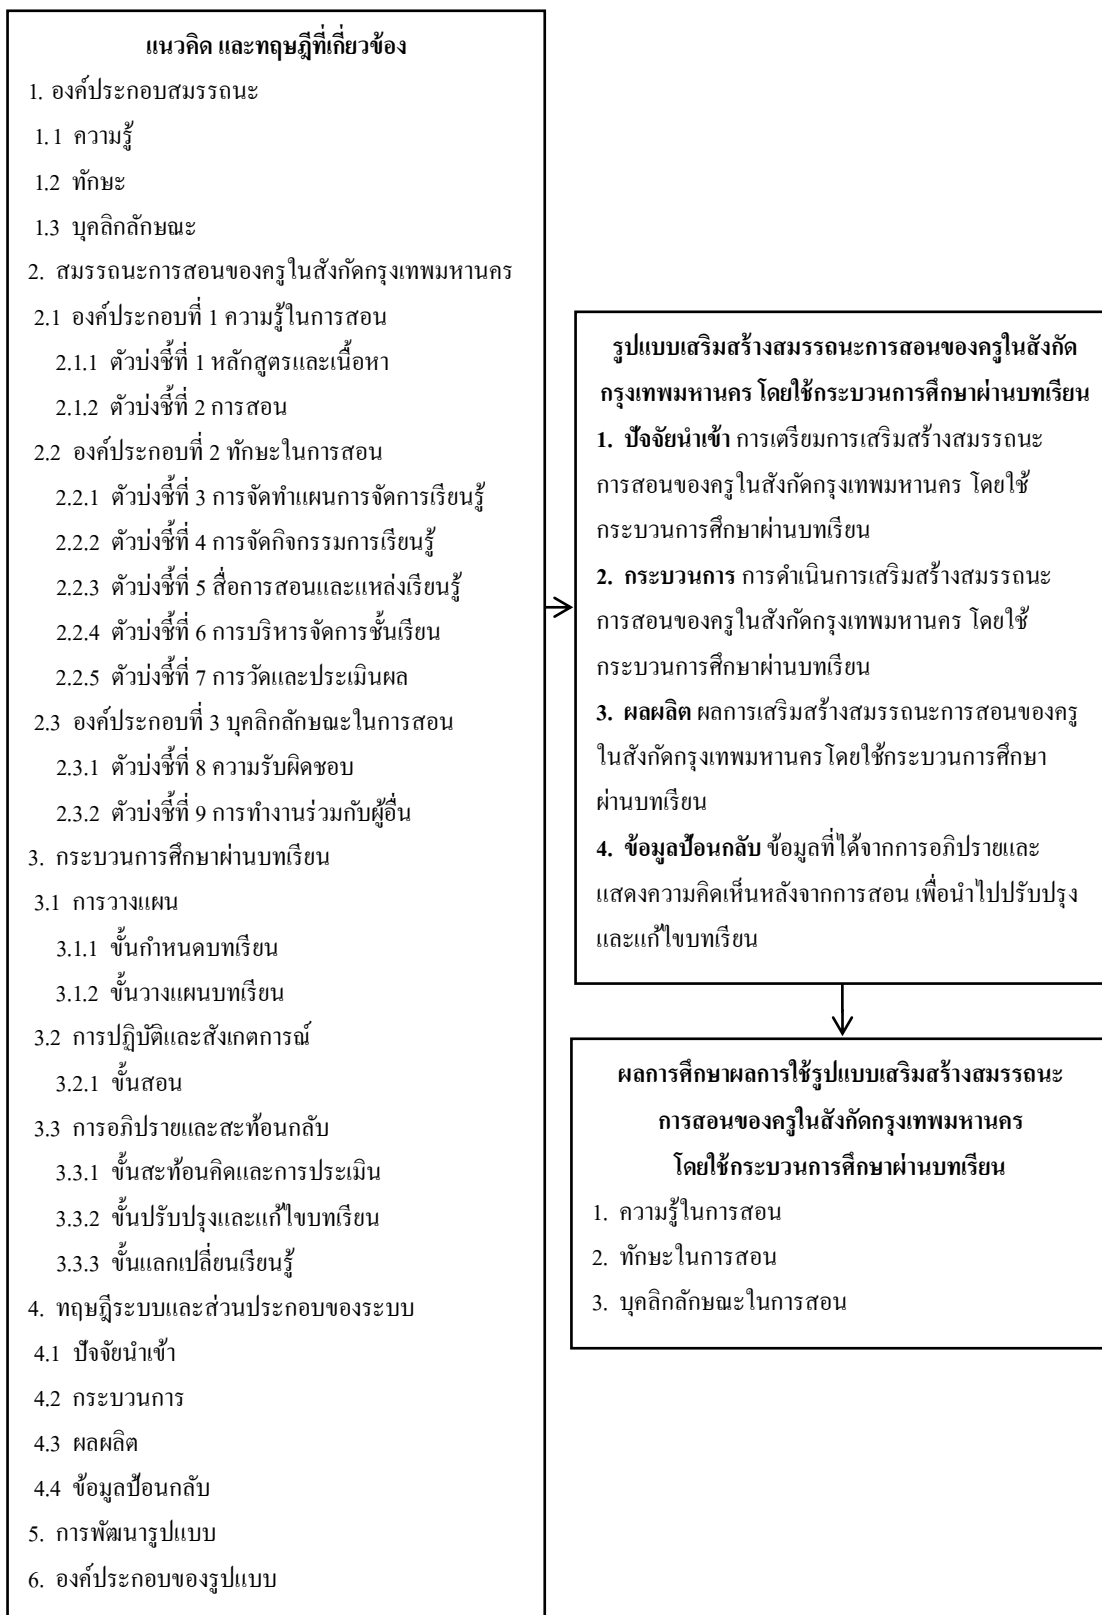 แนวคิด และทฤษฎีที่เกี่ยวข้อง
1. องค์ประกอบสมรรถนะ
1.1 ความรู้
1.2 ทักษะ
1.3 บุคลิกลักษณะ
2. สมรรถนะการสอนของครูในสังกัดกรุงเทพมหานคร
2.1 องค์ประกอบที่ 1 ความรู้ในการสอน
2.1.1 ตัวบ่งชี้ที่ 1 หลักสูตรและเนื้อหา
2.1.2 ตัวบ่งชี้ที่ 2 การสอน
2.2 องค์ประกอบที่ 2 ทักษะในการสอน
2.2.1 ตัวบ่งชี้ที่ 3 การจัดทำแผนการจัดการเรียนรู้
2.2.2 ตัวบ่งชี้ที่ 4 การจัดกิจกรรมการเรียนรู้
2.2.3 ตัวบ่งชี้ที่ 5 สื่อการสอนและแหล่งเรียนรู้
2.2.4 ตัวบ่งชี้ที่ 6 การบริหารจัดการชั้นเรียน
2.2.5 ตัวบ่งชี้ที่ 7 การวัดและประเมินผล
2.3 องค์ประกอบที่ 3 บุคลิกลักษณะในการสอน
2.3.1 ตัวบ่งชี้ที่ 8 ความรับผิดชอบ
2.3.2 ตัวบ่งชี้ที่ 9 การทำงานร่วมกับผู้อื่น
3. กระบวนการศึกษาผ่านบทเรียน
3.1 การวางแผน
3.1.1 ขั้นกำหนดบทเรียน
3.1.2 ขั้นวางแผนบทเรียน
3.2 การปฏิบัติและสังเกตการณ์
3.2.1 ขั้นสอน
3.3 การอภิปรายและสะท้อนกลับ
3.3.1 ขั้นสะท้อนคิดและการประเมิน
3.3.2 ขั้นปรับปรุงและแก้ไขบทเรียน
3.3.3 ขั้นแลกเปลี่ยนเรียนรู้
4. ทฤษฎีระบบและส่วนประกอบของระบบ
4.1 ปัจจัยนำเข้า
4.2 กระบวนการ
4.3 ผลผลิต
4.4 ข้อมูลป้อนกลับ
5. การพัฒนารูปแบบ
6. องค์ประกอบของรูปแบบ
รูปแบบเสริมสร้างสมรรถนะการสอนของครูในสังกัด
กรุงเทพมหานคร โดยใช้กระบวนการศึกษาผ่านบทเรียน
1. ปัจจัยนำเข้า การเตรียมการเสริมสร้างสมรรถนะ
การสอนของครูในสังกัดกรุงเทพมหานคร โดยใช้
กระบวนการศึกษาผ่านบทเรียน
2. กระบวนการ การดำเนินการเสริมสร้างสมรรถนะ
การสอนของครูในสังกัดกรุงเทพมหานคร โดยใช้
กระบวนการศึกษาผ่านบทเรียน
3. ผลผลิต ผลการเสริมสร้างสมรรถนะการสอนของครู
ในสังกัดกรุงเทพมหานครโดยใช้กระบวนการศึกษา
ผ่านบทเรียน
4. ข้อมูลป้อนกลับ ข้อมูลที่ได้จากการอภิปรายและ
แสดงความคิดเห็นหลังจากการสอน เพื่อนำไปปรับปรุง
และแก้ไขบทเรียน
ผลการศึกษาผลการใช้รูปแบบเสริมสร้างสมรรถนะ
การสอนของครูในสังกัดกรุงเทพมหานคร
โดยใช้กระบวนการศึกษาผ่านบทเรียน
1. ความรู้ในการสอน
2. ทักษะในการสอน
3. บุคลิกลักษณะในการสอน